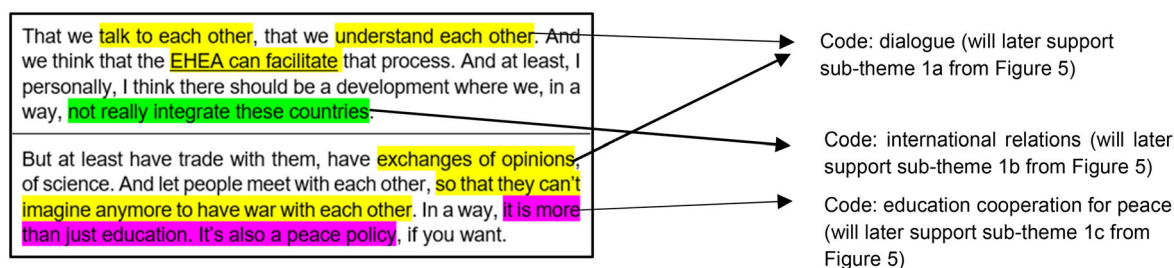 That we talk to each other, that we understand each other. And
we think that the EHEA can facilitate that process. And at least, I
personally, I think there should be a development where we, in a
way, not really integrate these countries.
But at least have trade with them, have exchanges of opinions,
of science. And let people meet with each other, so that they can't
imagine anymore to have war with each other. In a way, it is more
than just education. It's also a peace policy, if you want.
Code: dialogue (will later support
sub-theme 1a from Figure 5)
Code: international relations (will later
support sub-theme 1b from Figure 5)
Code: education cooperation for peace
(will later support sub-theme 1c from
Figure 5)